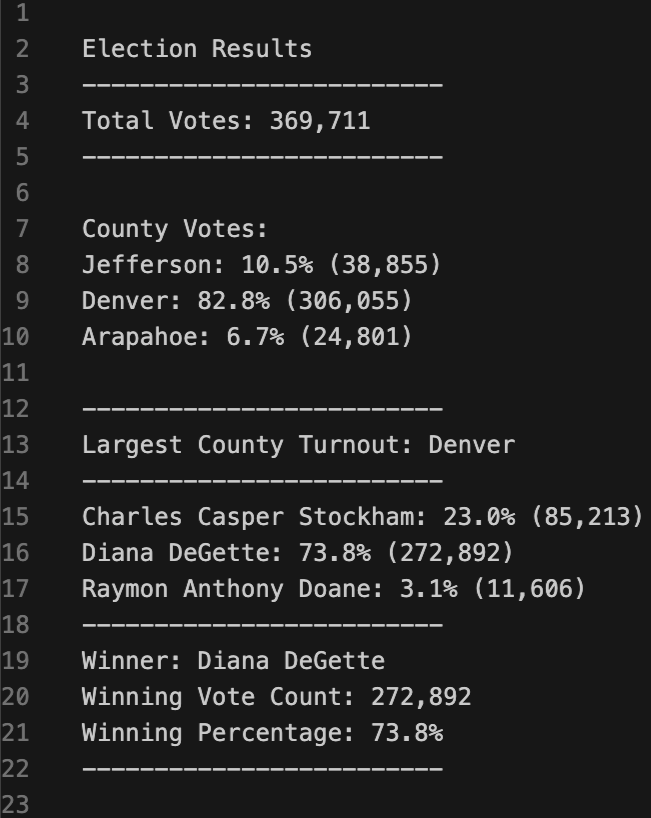 1
2 Election Results
3 -------------------------
4 Total Votes: 369,711
5 -------------------------
6
7 County Votes:
8 Jefferson: 10.5% (38,855)
9 Denver: 82.8% (306,055)
10 Arapahoe: 6.7% (24,801)
11
12 -------------------------
13 Largest County Turnout: Denver
14 -------------------------
15 Charles Casper Stockham: 23.0% (85,213)
16 Diana DeGette: 73.8% (272,892)
17 Raymon Anthony Doane: 3.1% (11,606)
18 -------------------------
19 Winner: Diana DeGette
20 Winning Vote Count: 272,892
21 Winning Percentage: 73.8%
22 -------------------------
23